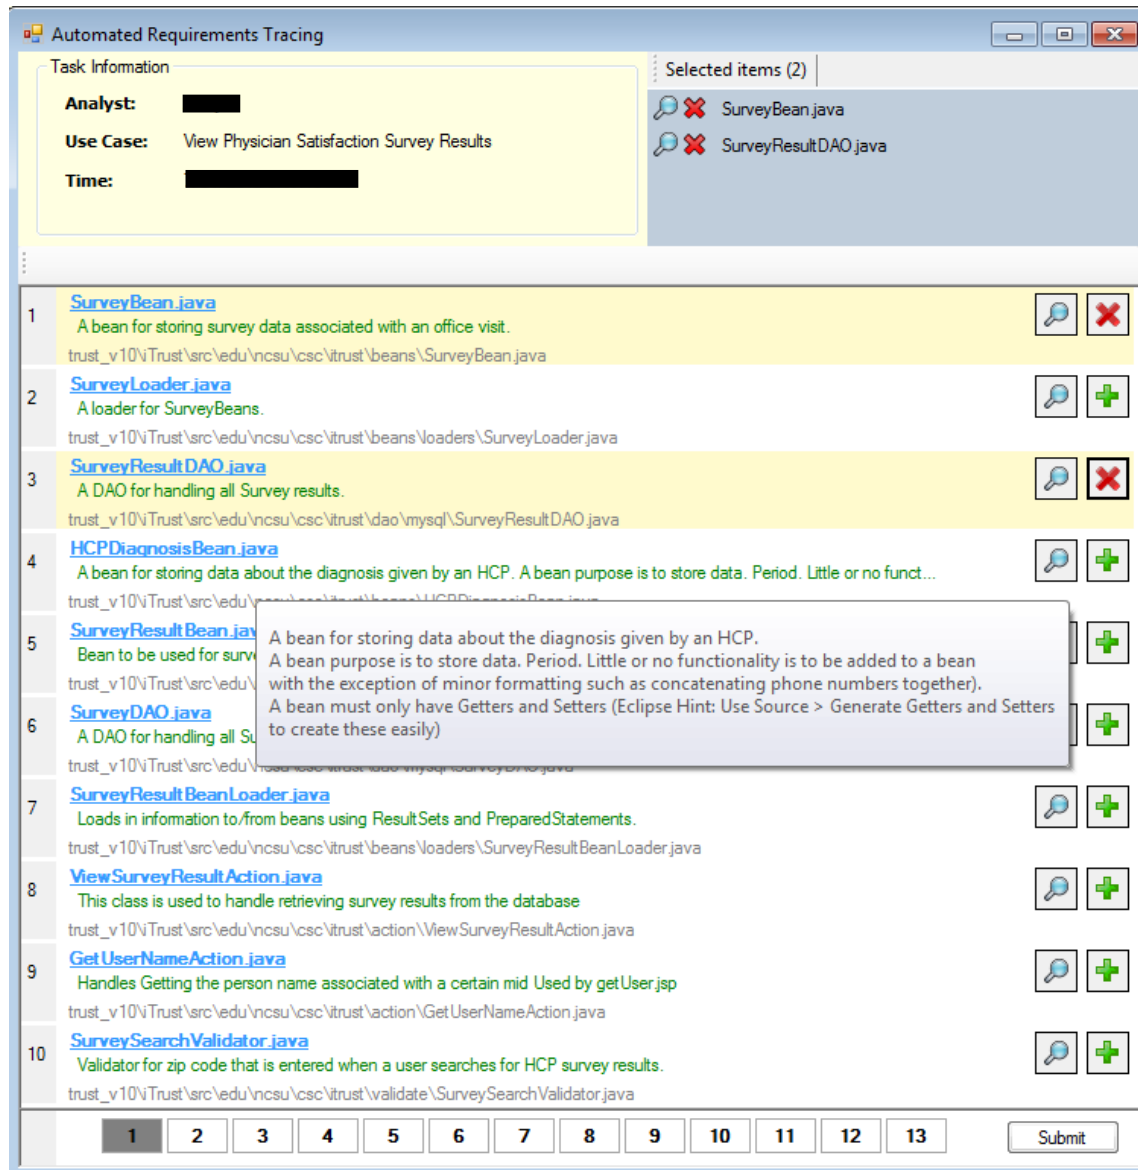 Automated Requirements Tracing
Task Information
Analyst:
Use Case: View Physician Satisfaction Survey Results
Time:
Selected items (2)
SurveyBean.java
SurveyResultDAO.java
1 SurveyBean.java
A bean for storing survey data associated with an office visit.
trust_v10\iTrust\src\edu\ncsu\csc\itrust\beans\SurveyBean.java
2 SurveyLoader.java
A loader for SurveyBeans.
trust_v10\iTrust\src\edu\ncsu\csc\itrust\beans\loaders\SurveyLoader.java
3 SurveyResultDAO.java
A DAO for handling all Survey results.
trust_v10\iTrust\src\edu\ncsu\csc\itrust\dao\mysql\SurveyResultDAO.java
4 HCPDiagnosisBean.java
A bean for storing data about the diagnosis given by an HCP. A bean purpose is to store data. Period. Little or no funct...
trust_v10\iTrust\src\edu\ncsu\csc\itrust\beans\HCPDiagnosisBean.java
A bean for storing data about the diagnosis given by an HCP.
A bean purpose is to store data. Period. Little or no functionality is to be added to a bean
with the exception of minor formatting such as concatenating phone numbers together).
A bean must only have Getters and Setters (Eclipse Hint: Use Source > Generate Getters and Setters
to create these easily)
5 SurveyResultBean.jav
Bean to be used for surve
trust_v10\iTrust\src\edu\
6 SurveyDAO.java
A DAO for handling all Su
trust_v10\iTrust\src\edu\ncsu\csc\itrust\dao\mysql\SurveyDAO.java
7 SurveyResultBeanLoader.java
Loads in information to/from beans using ResultSets and PreparedStatements.
trust_v10\iTrust\src\edu\ncsu\csc\itrust\beans\loaders\SurveyResultBeanLoader.java
8 ViewSurveyResultAction.java
This class is used to handle retrieving survey results from the database
trust_v10\iTrust\src\edu\ncsu\csc\itrust\action\ViewSurveyResultAction.java
9 GetUserNameAction.java
Handles Getting the person name associated with a certain mid Used by getUser.jsp
trust_v10\iTrust\src\edu\ncsu\csc\itrust\action\GetUserNameAction.java
10 SurveySearchValidator.java
Validator for zip code that is entered when a user searches for HCP survey results.
trust_v10\iTrust\src\edu\ncsu\csc\itrust\validate\SurveySearchValidator.java
1 2 3 4 5 6 7 8 9 10 11 12 13 Submit